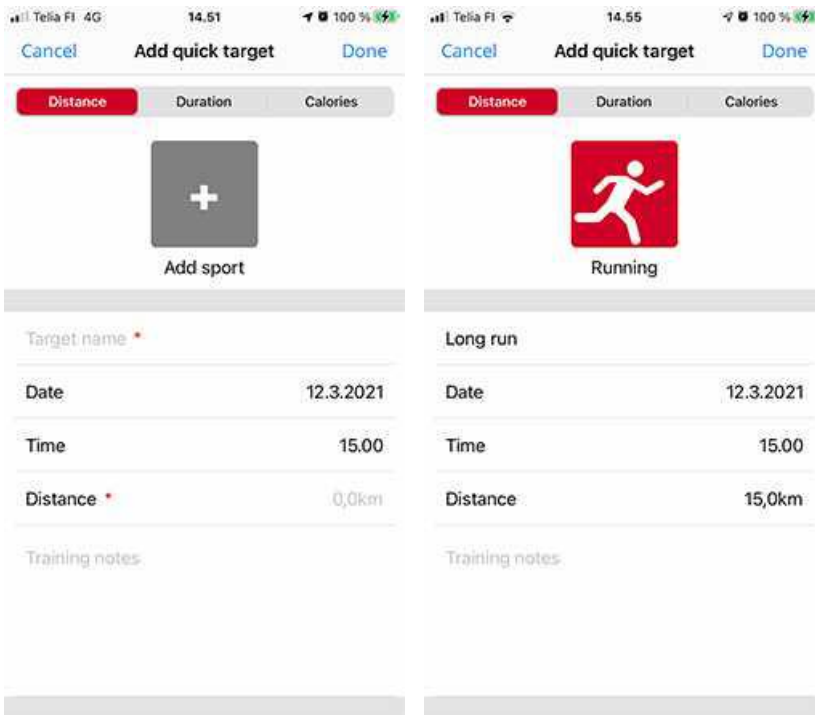 Telia FI 4G 14.51 100 %
Cancel Add quick target Done
Distance Duration Calories
+
Add sport
Target name *
Date 12.3.2021
Time 15.00
Distance * 0,0km
Training notes
Telia FI 14.55 100 %
Cancel Add quick target Done
Distance Duration Calories
Running
Long run
Date 12.3.2021
Time 15.00
Distance 15,0km
Training notes